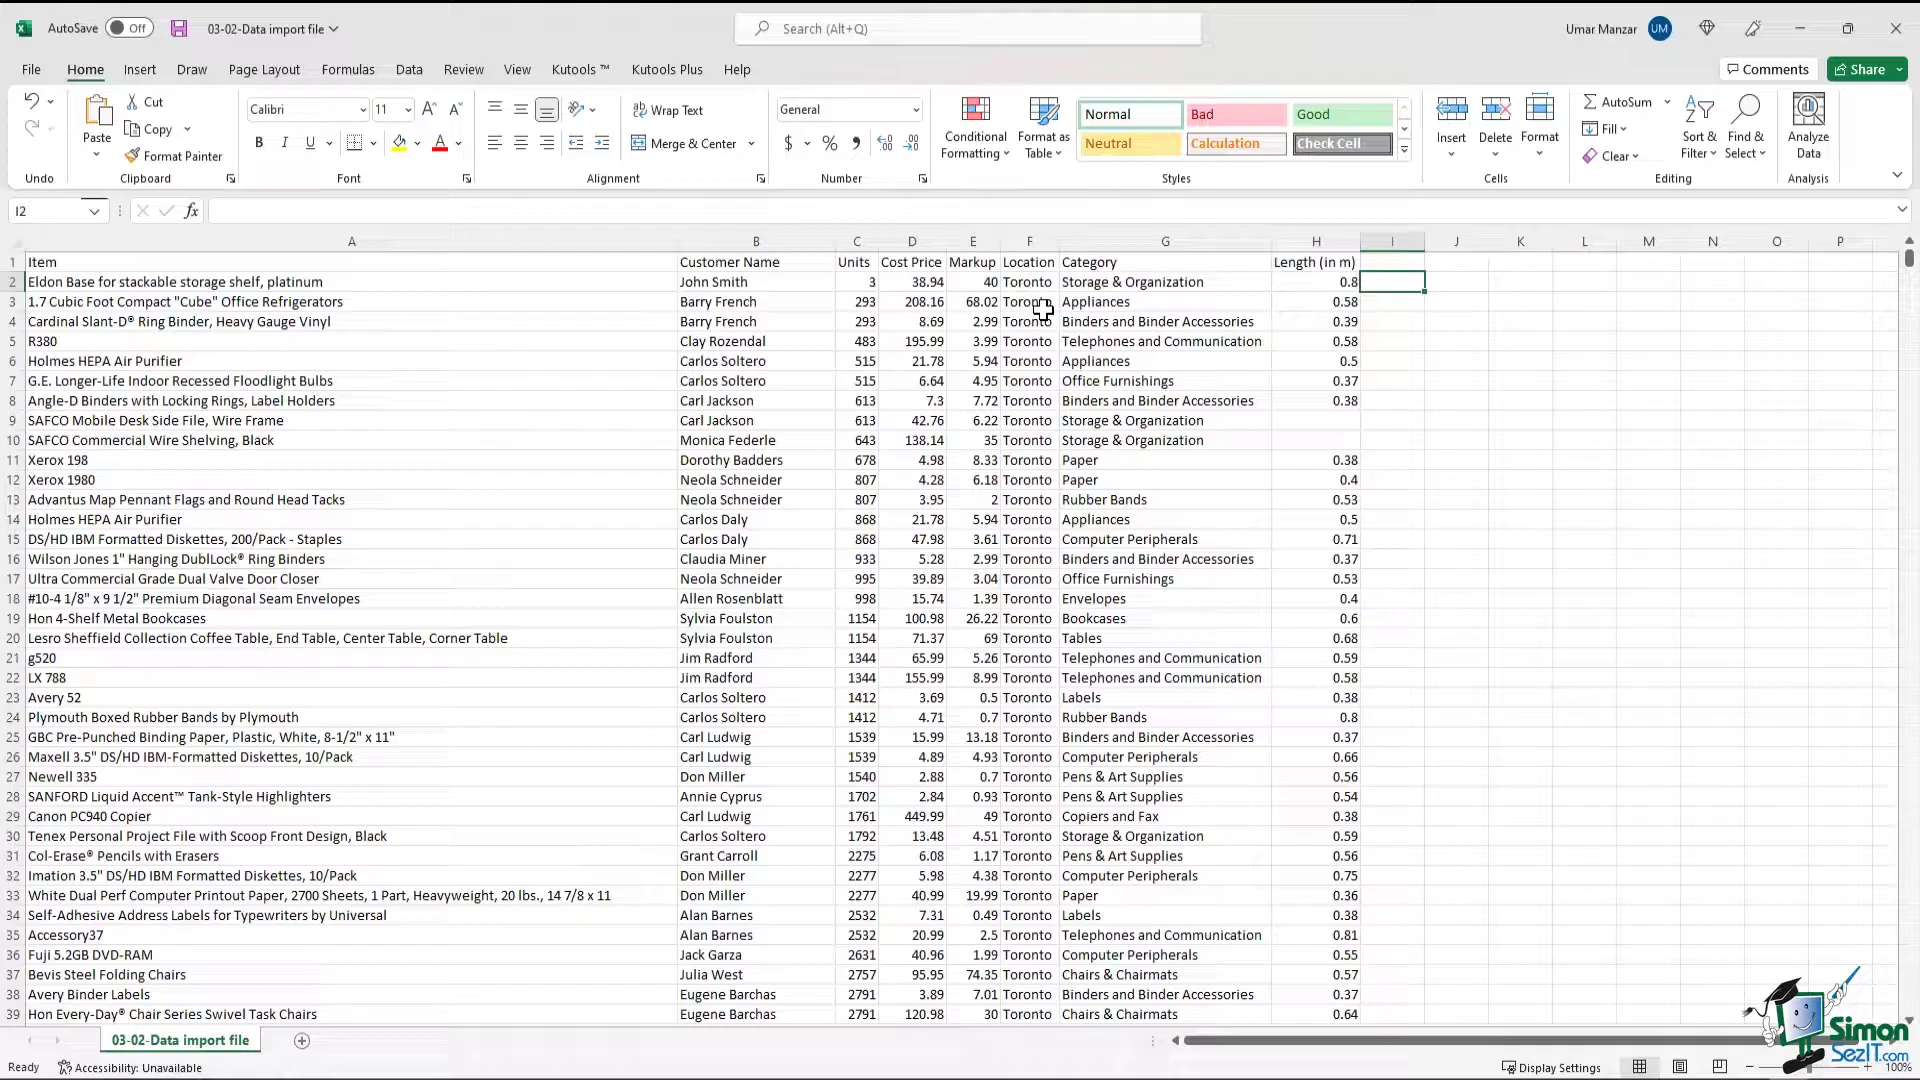 AutoSave Off 03-02-Data import file Search (Alt+Q) Umar Manzar UM
File Home Insert Draw Page Layout Formulas Data Review View Kutools ™ Kutools Plus Help Comments Share
Paste Cut Copy Format Painter
Calibri 11 B I U A
Wrap Text Merge & Center
General $ % 9
Conditional Formatting Format as Table
Normal Bad Good
Neutral Calculation Check Cell
Insert Delete Format
AutoSum Fill Clear Sort & Filter Find & Select
Analyze Data
Undo Clipboard Font Alignment Number Styles Cells Editing Analysis
I2 fx
A B C D E F G H I J K L M N O P
1 Item Customer Name Units Cost Price Markup Location Category Length (in m)
2 Eldon Base for stackable storage shelf, platinum John Smith 3 38.94 40 Toronto Storage & Organization 0.8
3 1.7 Cubic Foot Compact "Cube" Office Refrigerators Barry French 293 208.16 68.02 Toronto Appliances 0.58
4 Cardinal Slant-D® Ring Binder, Heavy Gauge Vinyl Barry French 293 8.69 2.99 Toronto Binders and Binder Accessories 0.39
5 R380 Clay Rozendal 483 195.99 3.99 Toronto Telephones and Communication 0.58
6 Holmes HEPA Air Purifier Carlos Soltero 515 21.78 5.94 Toronto Appliances 0.5
7 G.E. Longer-Life Indoor Recessed Floodlight Bulbs Carlos Soltero 515 6.64 4.95 Toronto Office Furnishings 0.37
8 Angle-D Binders with Locking Rings, Label Holders Carl Jackson 613 7.3 7.72 Toronto Binders and Binder Accessories 0.38
9 SAFCO Mobile Desk Side File, Wire Frame Carl Jackson 613 42.76 6.22 Toronto Storage & Organization
10 SAFCO Commercial Wire Shelving, Black Monica Federle 643 138.14 35 Toronto Storage & Organization
11 Xerox 198 Dorothy Badders 678 4.98 8.33 Toronto Paper 0.38
12 Xerox 1980 Neola Schneider 807 4.28 6.18 Toronto Paper 0.4
13 Advantus Map Pennant Flags and Round Head Tacks Neola Schneider 807 3.95 2 Toronto Rubber Bands 0.53
14 Holmes HEPA Air Purifier Carlos Daly 868 21.78 5.94 Toronto Appliances 0.5
15 DS/HD IBM Formatted Diskettes, 200/Pack - Staples Carlos Daly 868 47.98 3.61 Toronto Computer Peripherals 0.71
16 Wilson Jones 1" Hanging DublLock® Ring Binders Claudia Miner 933 5.28 2.99 Toronto Binders and Binder Accessories 0.37
17 Ultra Commercial Grade Dual Valve Door Closer Neola Schneider 995 39.89 3.04 Toronto Office Furnishings 0.53
18 #10-4 1/8" x 9 1/2" Premium Diagonal Seam Envelopes Allen Rosenblatt 998 15.74 1.39 Toronto Envelopes 0.4
19 Hon 4-Shelf Metal Bookcases Sylvia Foulston 1154 100.98 26.22 Toronto Bookcases 0.6
20 Lesro Sheffield Collection Coffee Table, End Table, Center Table, Corner Table Sylvia Foulston 1154 71.37 69 Toronto Tables 0.68
21 g520 Jim Radford 1344 65.99 5.26 Toronto Telephones and Communication 0.59
22 LX 788 Jim Radford 1344 155.99 8.99 Toronto Telephones and Communication 0.58
23 Avery 52 Carlos Soltero 1412 3.69 0.5 Toronto Labels 0.38
24 Plymouth Boxed Rubber Bands by Plymouth Carlos Soltero 1412 4.71 0.7 Toronto Rubber Bands 0.8
25 GBC Pre-Punched Binding Paper, Plastic, White, 8-1/2" x 11" Carl Ludwig 1539 15.99 13.18 Toronto Binders and Binder Accessories 0.37
26 Maxell 3.5" DS/HD IBM-Formatted Diskettes, 10/Pack Carl Ludwig 1539 4.89 4.93 Toronto Computer Peripherals 0.66
27 Newell 335 Don Miller 1540 2.88 0.7 Toronto Pens & Art Supplies 0.56
28 SANFORD Liquid Accent™ Tank-Style Highlighters Annie Cyprus 1702 2.84 0.93 Toronto Pens & Art Supplies 0.54
29 Canon PC940 Copier Carl Ludwig 1761 449.99 49 Toronto Copiers and Fax 0.38
30 Tenex Personal Project File with Scoop Front Design, Black Carlos Soltero 1792 13.48 4.51 Toronto Storage & Organization 0.59
31 Col-Erase® Pencils with Erasers Grant Carroll 2275 6.08 1.17 Toronto Pens & Art Supplies 0.56
32 Imation 3.5" DS/HD IBM Formatted Diskettes, 10/Pack Don Miller 2277 5.98 4.38 Toronto Computer Peripherals 0.75
33 White Dual Perf Computer Printout Paper, 2700 Sheets, 1 Part, Heavyweight, 20 lbs., 14 7/8 x 11 Don Miller 2277 40.99 19.99 Toronto Paper 0.36
34 Self-Adhesive Address Labels for Typewriters by Universal Alan Barnes 2532 7.31 0.49 Toronto Labels 0.38
35 Accessory37 Alan Barnes 2532 20.99 2.5 Toronto Telephones and Communication 0.81
36 Fuji 5.2GB DVD-RAM Jack Garza 2631 40.96 1.99 Toronto Computer Peripherals 0.55
37 Bevis Steel Folding Chairs Julia West 2757 95.95 74.35 Toronto Chairs & Chairmats 0.57
38 Avery Binder Labels Eugene Barchas 2791 3.89 7.01 Toronto Binders and Binder Accessories 0.37
39 Hon Every-Day® Chair Series Swivel Task Chairs Eugene Barchas 2791 120.98 30 Toronto Chairs & Chairmats 0.64
03-02-Data import file
Simon SezIT.com
Ready Accessibility: Unavailable Display Settings 100%